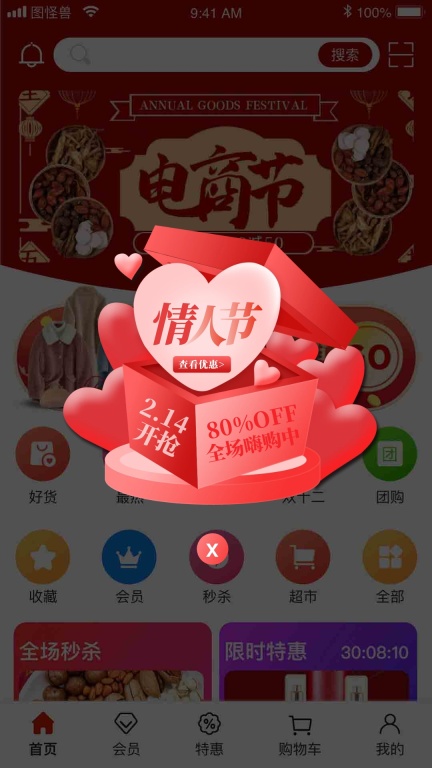 图怪兽
9:41 AM
100%
搜索
ANNUAL GOODS FESTIVAL
电商节
情人节
查看优惠>
2.14
开抢
80%OFF
全场嗨购中
好货
最热
双十二
团购
团
X
收藏
会员
秒杀
超市
全部
全场秒杀
限时特惠
30:08:10
首页
会员
特惠
购物车
我的